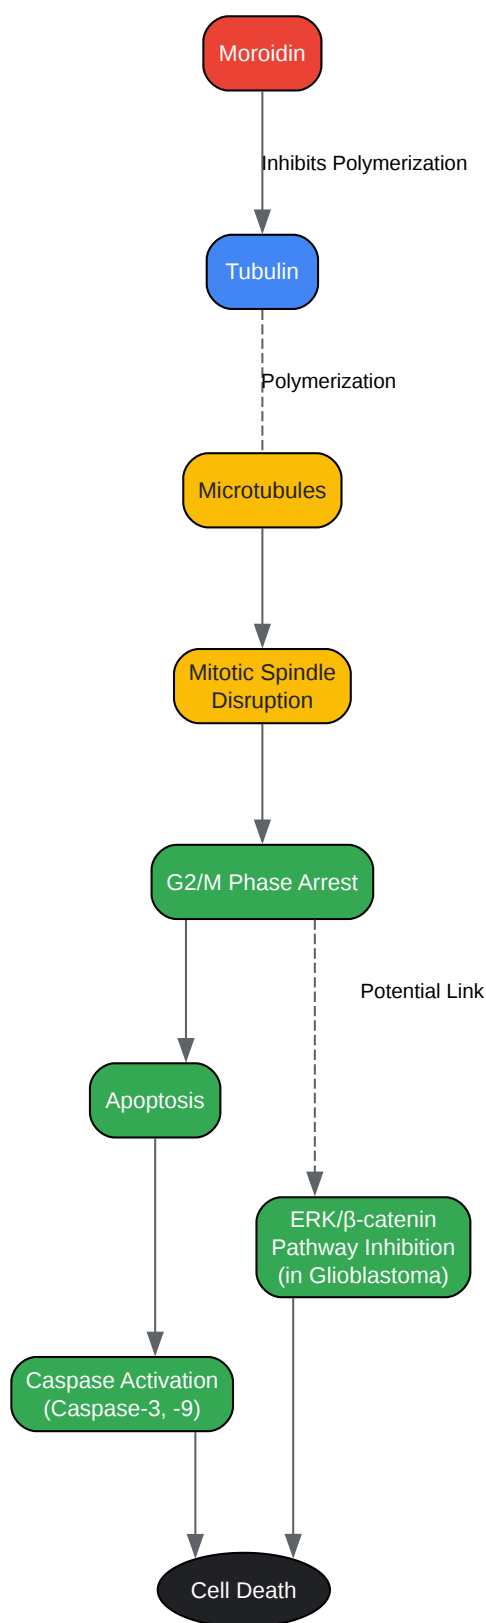 Moroidin
Inhibits Polymerization
Tubulin
Polymerization
Microtubules
Mitotic Spindle
Disruption
G2/M Phase Arrest
Potential Link
Apoptosis
ERK/β-catenin
Pathway Inhibition
(in Glioblastoma)
Caspase Activation
(Caspase-3, -9)
Cell Death